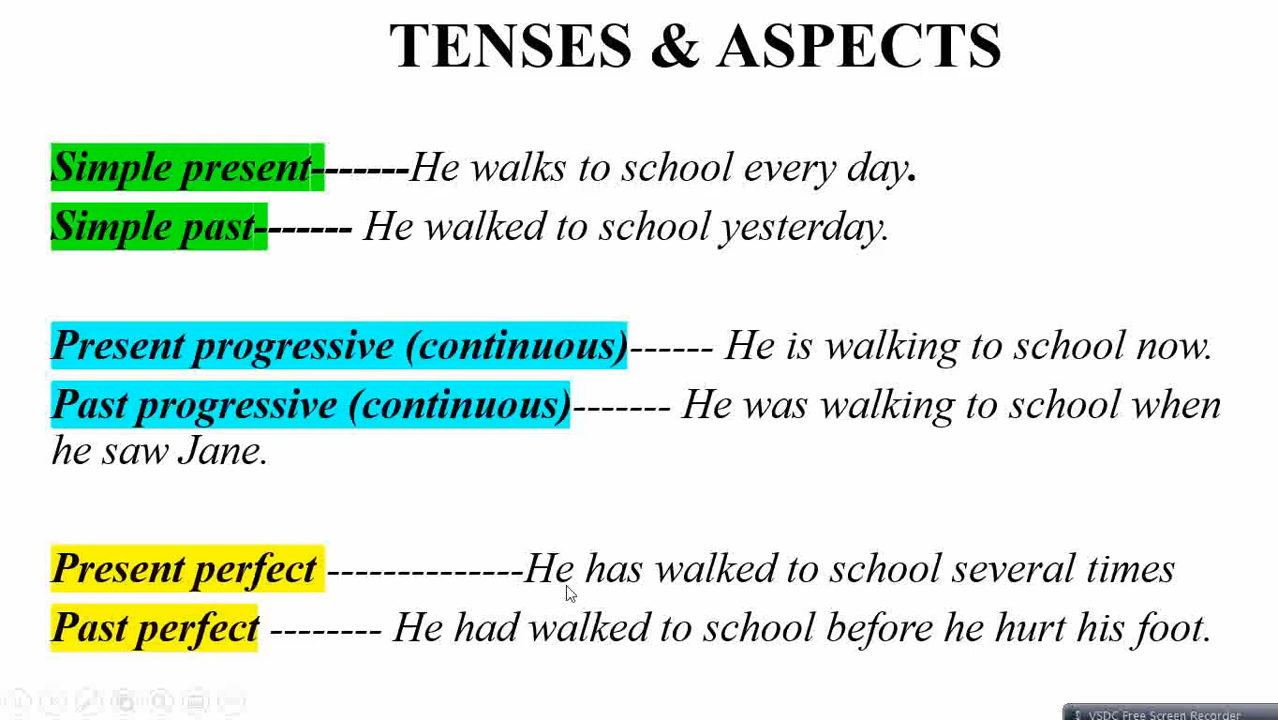 TENSES & ASPECTS
Simple present-------He walks to school every day.
Simple past------- He walked to school yesterday.
Present progressive (continuous)------ He is walking to school now.
Past progressive (continuous)------- He was walking to school when
he saw Jane.
Present perfect --------------He has walked to school several times
Past perfect -------- He had walked to school before he hurt his foot.
VSDC Free Screen Recorder